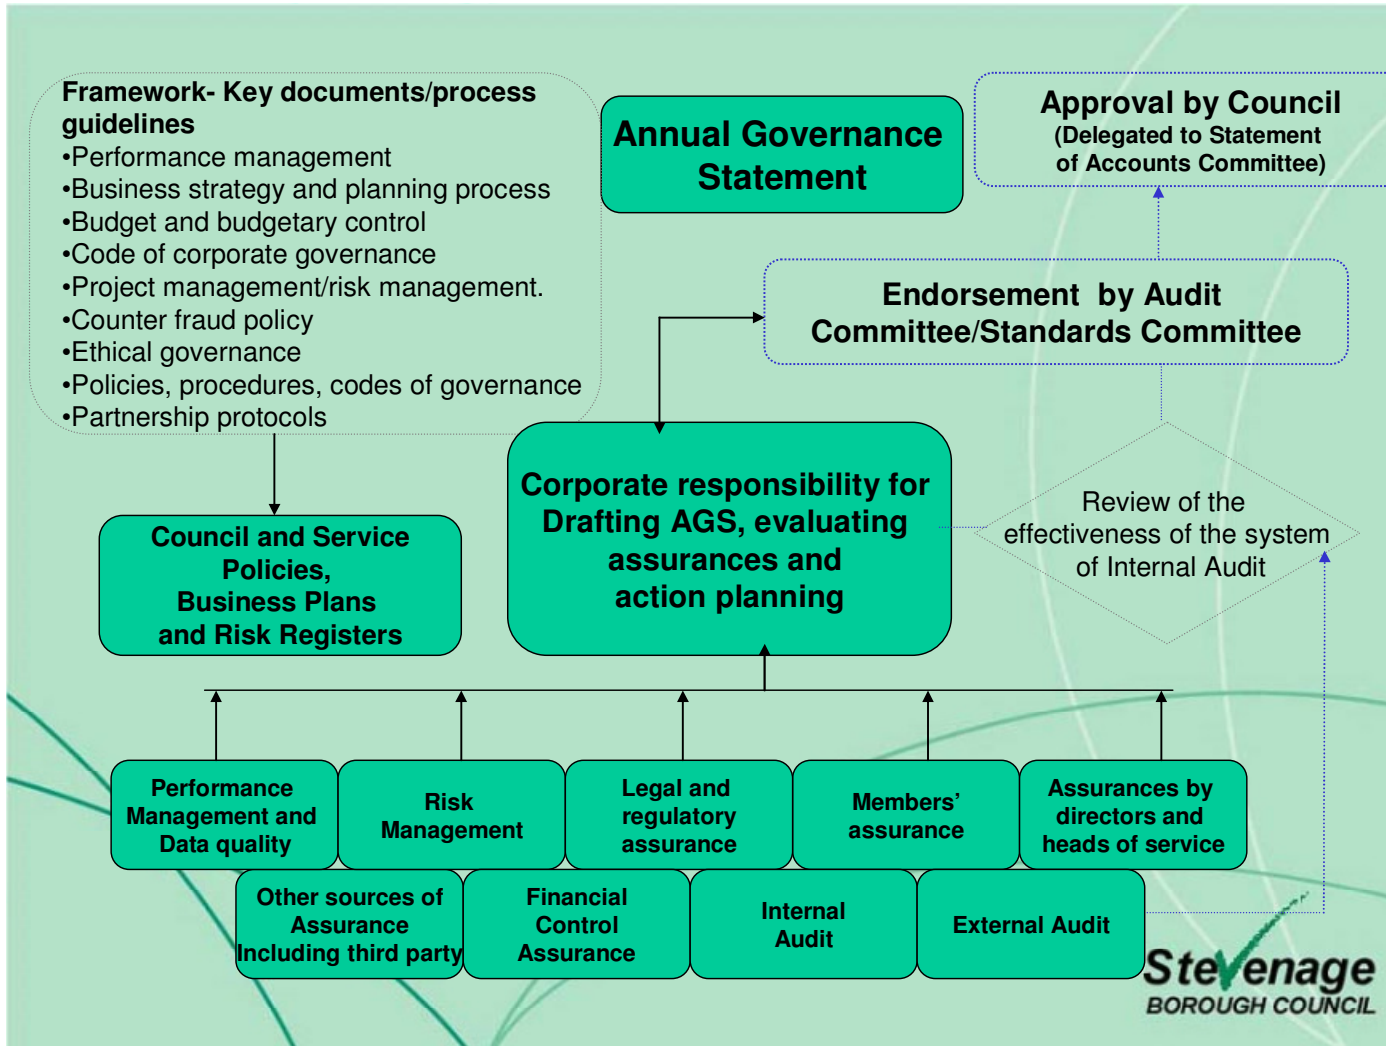 Framework- Key documents/process
guidelines
•Performance management
•Business strategy and planning process
•Budget and budgetary control
•Code of corporate governance
•Project management/risk management.
•Counter fraud policy
•Ethical governance
•Policies, procedures, codes of governance
•Partnership protocols
Annual Governance
Statement
Approval by Council
(Delegated to Statement
of Accounts Committee)
Endorsement by Audit
Committee/Standards Committee
Council and Service
Policies,
Business Plans
and Risk Registers
Corporate responsibility for
Drafting AGS, evaluating
assurances and
action planning
Review of the
effectiveness of the system
of Internal Audit
Performance
Management and
Data quality
Risk
Management
Legal and
regulatory
assurance
Members’
assurance
Assurances by
directors and
heads of service
Other sources of
Assurance
Including third party
Financial
Control
Assurance
Internal
Audit
External Audit
Stevenage
BOROUGH COUNCIL